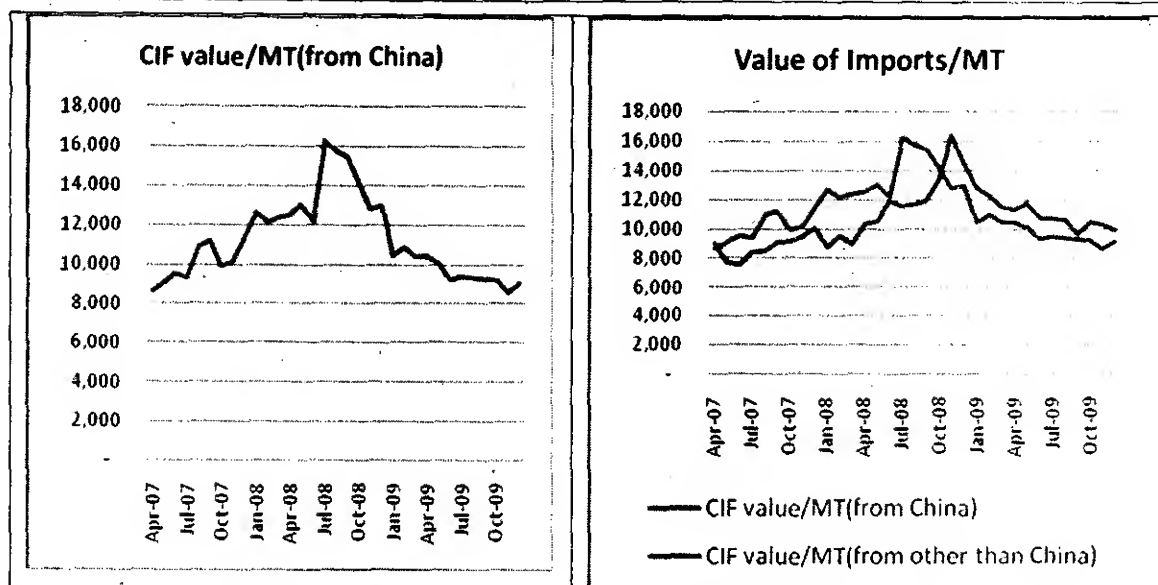 CIF value/MT(from China)
18,000
16,000
14,000
12,000
10,000
8,000
6,000
4,000
2,000
-
Apr-07
Jul-07
Oct-07
Jan-08
Apr-08
Jul-08
Oct-08
Jan-09
Apr-09
Jul-09
Oct-09
Value of Imports/MT
18,000
16,000
14,000
12,000
10,000
8,000
6,000
4,000
2,000
-
Apr-07
Jul-07
Oct-07
Jan-08
Apr-08
Jul-08
Oct-08
Jan-09
Apr-09
Jul-09
Oct-09
CIF value/MT(from China)
CIF value/MT(from other than China)